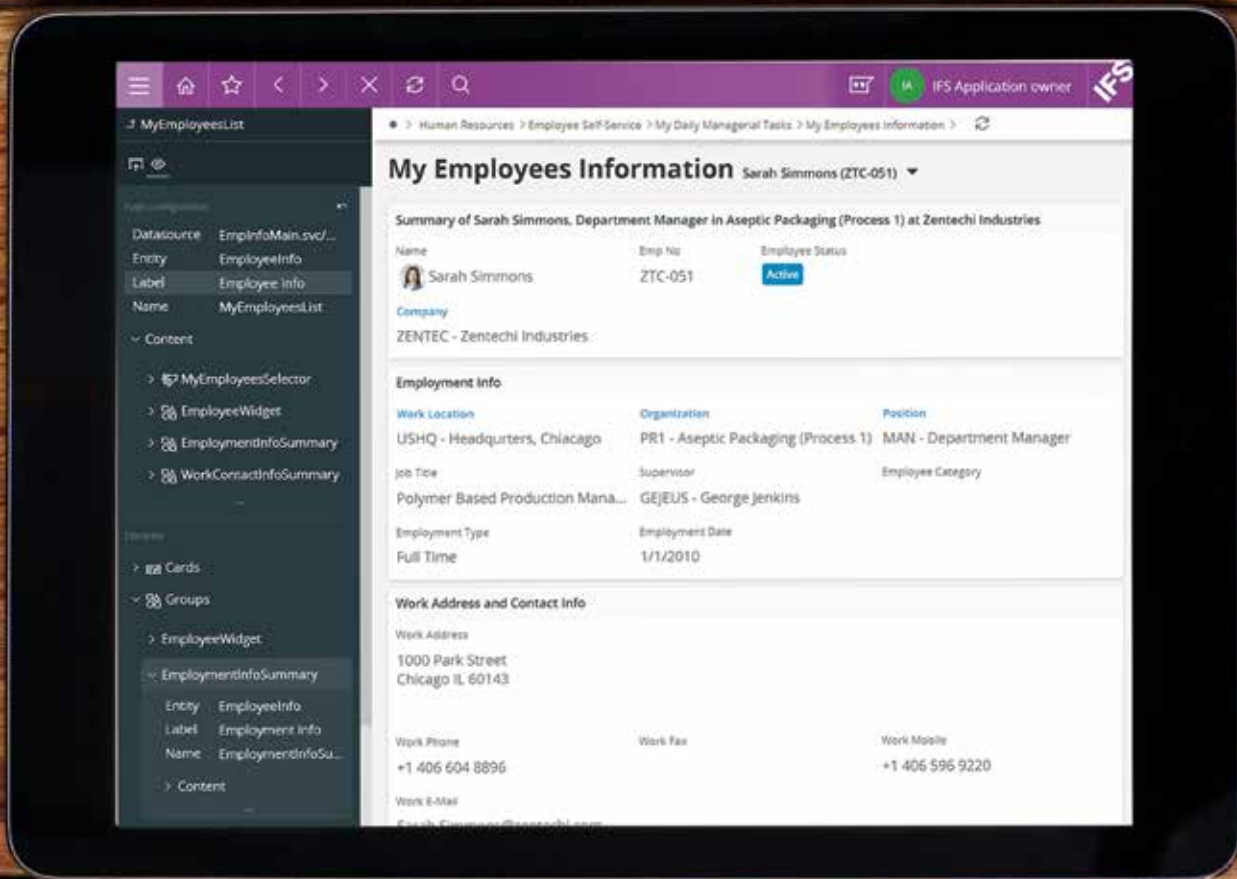 IFS Application owner
IFS
MyEmployeesList
> Human Resources > Employee Self-Service > My Daily Managerial Tasks > My Employees Information >
My Employees Information Sarah Simmons (ZTC-051)
Datasource EmpInfoMain.svc/...
Entity EmployeeInfo
Label Employee Info
Name MyEmployeesList
Content
MyEmployeesSelector
EmployeeWidget
EmploymentInfoSummary
WorkContactInfoSummary
...
Cards
Groups
EmployeeWidget
EmploymentInfoSummary
Entity EmployeeInfo
Label Employment Info
Name EmploymentInfoSu...
Content
...
Summary of Sarah Simmons, Department Manager in Aseptic Packaging (Process 1) at Zentechi Industries
Name Emp No Employee Status
Sarah Simmons ZTC-051 Active
Company
ZENTEC - Zentechi Industries
Employment Info
Work Location Organization Position
USHQ - Headqurters, Chiacago PR1 - Aseptic Packaging (Process 1) MAN - Department Manager
Job Title Supervisor Employee Category
Polymer Based Production Mana... GEJEUS - George Jenkins
Employment Type Employment Date
Full Time 1/1/2010
Work Address and Contact Info
Work Address
1000 Park Street
Chicago IL 60143
Work Phone Work Fax Work Mobile
+1 406 604 8896 +1 406 596 9220
Work E-Mail